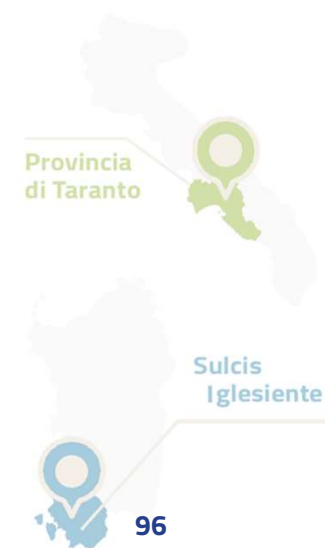 Provincia
di Taranto
Sulcis
Iglesiente
96